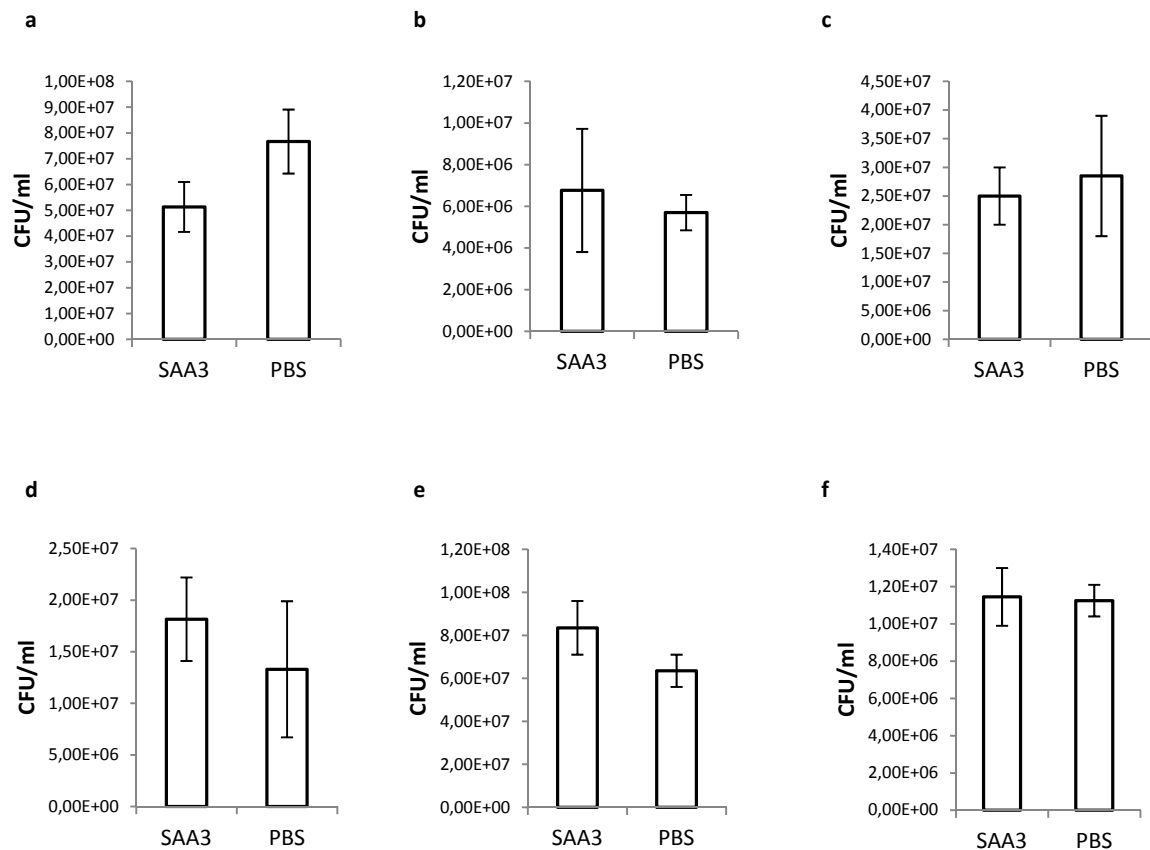 a
CFU/ml
1,00E+08
9,00E+07
8,00E+07
7,00E+07
6,00E+07
5,00E+07
4,00E+07
3,00E+07
2,00E+07
1,00E+07
0,00E+00
SAA3 PBS
b
CFU/ml
1,20E+07
1,00E+07
8,00E+06
6,00E+06
4,00E+06
2,00E+06
0,00E+00
SAA3 PBS
c
CFU/ml
4,50E+07
4,00E+07
3,50E+07
3,00E+07
2,50E+07
2,00E+07
1,50E+07
1,00E+07
5,00E+06
0,00E+00
SAA3 PBS
d
CFU/ml
2,50E+07
2,00E+07
1,50E+07
1,00E+07
5,00E+06
0,00E+00
SAA3 PBS
e
CFU/ml
1,20E+08
1,00E+08
8,00E+07
6,00E+07
4,00E+07
2,00E+07
0,00E+00
SAA3 PBS
f
CFU/ml
1,40E+07
1,20E+07
1,00E+07
8,00E+06
6,00E+06
4,00E+06
2,00E+06
0,00E+00
SAA3 PBS